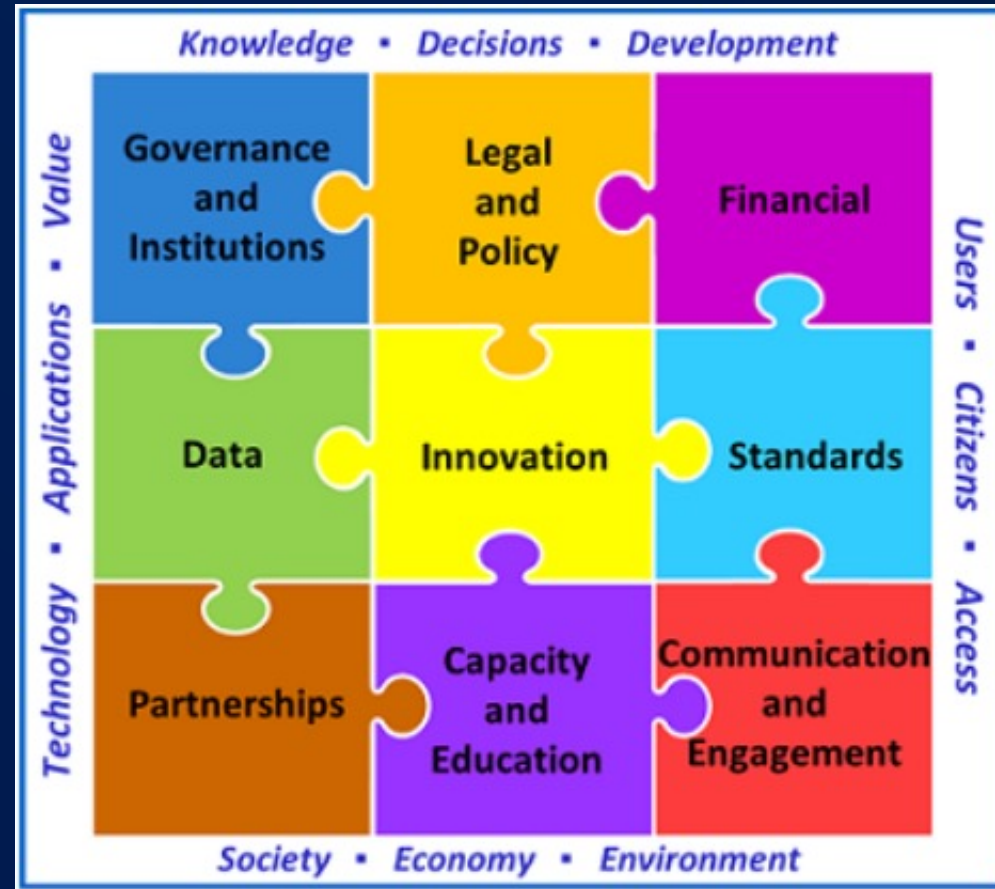 Knowledge ▪ Decisions ▪ Development
Technology ▪ Applications ▪ Value
Governance
and
Institutions
Legal
and
Policy
Financial
Data
Innovation
Standards
Partnerships
Capacity
and
Education
Communication
and
Engagement
Users ▪ Citizens ▪ Access
Society ▪ Economy ▪ Environment